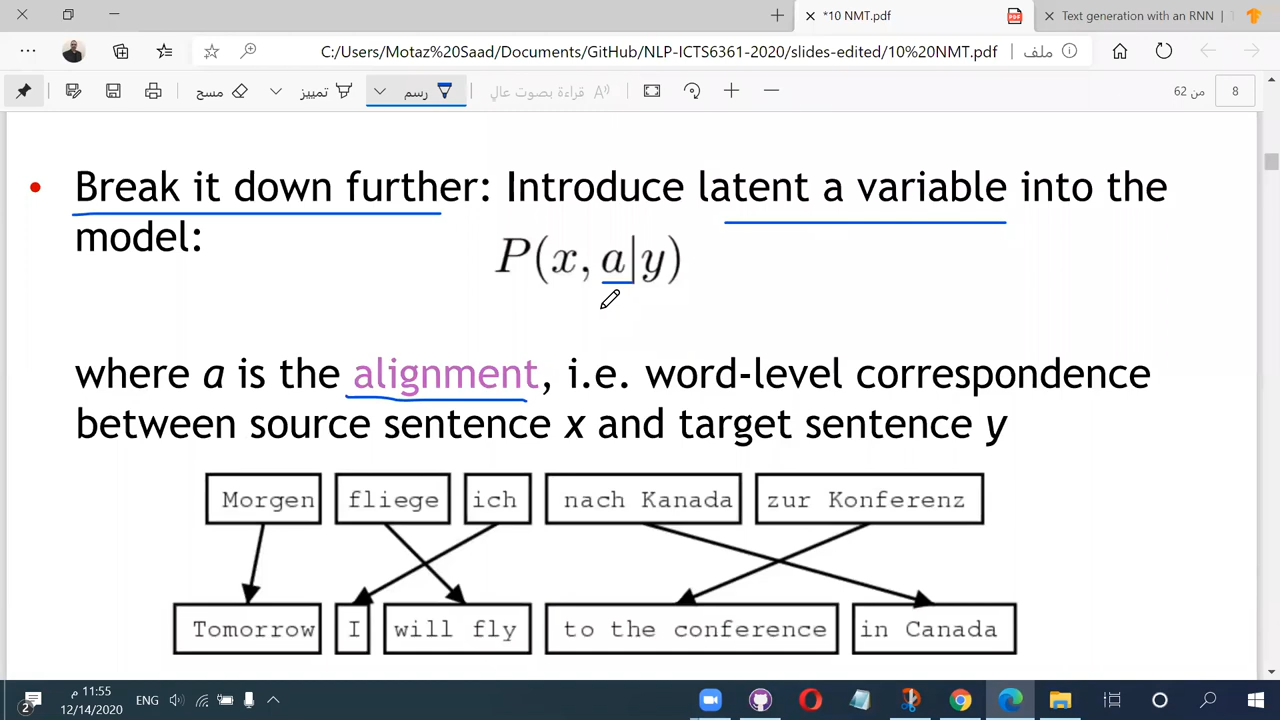 *10 NMT.pdf
Text generation with an RNN
C:/Users/Motaz%20Saad/Documents/GitHub/NLP-ICTS6361-2020/slides-edited/10%20NMT.pdf
ملف
مسح
تمييز
رسم
قراءة بصوت عالٍ
من 62
8
• Break it down further: Introduce latent a variable into the
model:
P(x, a|y)
where a is the alignment, i.e. word-level correspondence
between source sentence x and target sentence y
Morgen fliege ich nach Kanada zur Konferenz
Tomorrow I will fly to the conference in Canada
2
11:55 م
12/14/2020
ENG